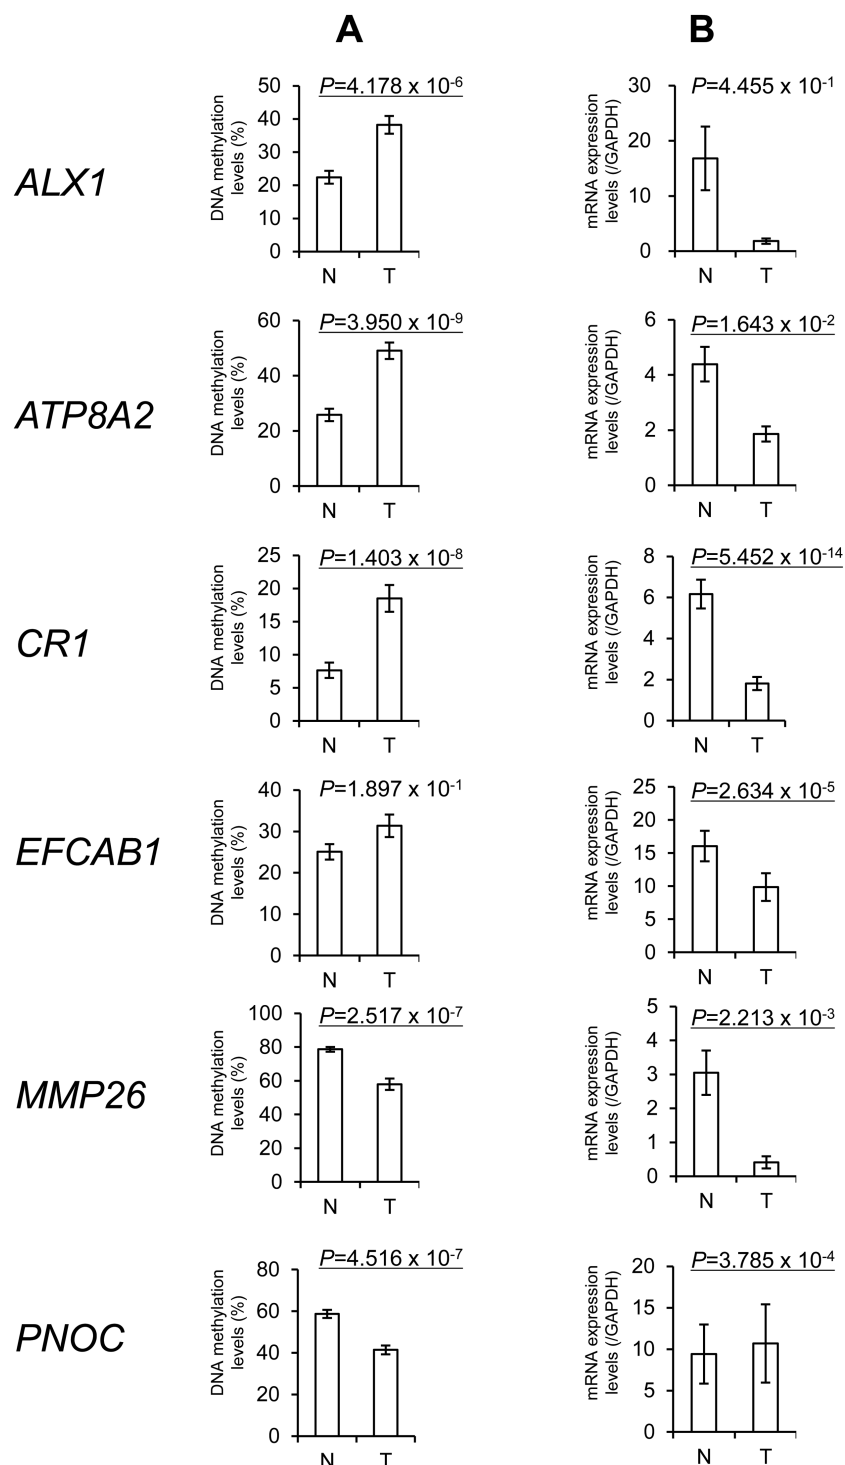 A
B
ALX1
DNA methylation
levels (%)
50
40
30
20
10
0
P=4.178 x 10-6
N T
mRNA expression
levels (/GAPDH)
30
20
10
0
P=4.455 x 10-1
N T
ATP8A2
DNA methylation
levels (%)
60
40
20
0
P=3.950 x 10-9
N T
mRNA expression
levels (/GAPDH)
6
4
2
0
P=1.643 x 10-2
N T
CR1
DNA methylation
levels (%)
25
20
15
10
5
0
P=1.403 x 10-8
N T
mRNA expression
levels (/GAPDH)
8
6
4
2
0
P=5.452 x 10-14
N T
EFCAB1
DNA methylation
levels (%)
40
30
20
10
0
P=1.897 x 10-1
N T
mRNA expression
levels (/GAPDH)
25
20
15
10
5
0
P=2.634 x 10-5
N T
MMP26
DNA methylation
levels (%)
100
80
60
40
20
0
P=2.517 x 10-7
N T
mRNA expression
levels (/GAPDH)
5
4
3
2
1
0
P=2.213 x 10-3
N T
PNOC
DNA methylation
levels (%)
80
60
40
20
0
P=4.516 x 10-7
N T
mRNA expression
levels (/GAPDH)
20
15
10
5
0
P=3.785 x 10-4
N T